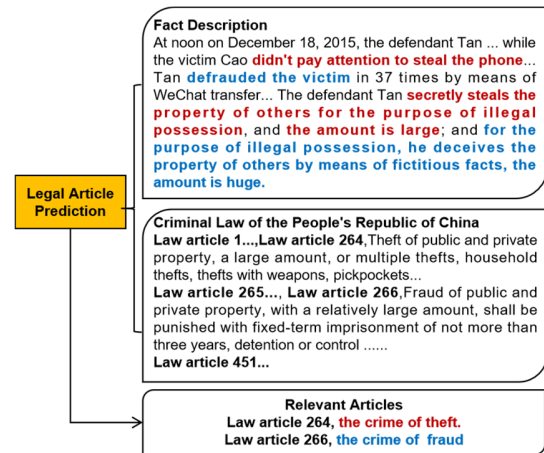 Fact Description
At noon on December 18, 2015, the defendant Tan ... while
the victim Cao didn't pay attention to steal the phone...
Tan defrauded the victim in 37 times by means of
WeChat transfer... The defendant Tan secretly steals the
property of others for the purpose of illegal
possession, and the amount is large; and for the
purpose of illegal possession, he deceives the
property of others by means of fictitious facts, the
amount is huge.
Legal Article
Prediction
Criminal Law of the People's Republic of China
Law article 1...,Law article 264,Theft of public and private
property, a large amount, or multiple thefts, household
thefts, thefts with weapons, pickpockets...
Law article 265..., Law article 266,Fraud of public and
private property, with a relatively large amount, shall be
punished with fixed-term imprisonment of not more than
three years, detention or control ......
Law article 451...
Relevant Articles
Law article 264, the crime of theft.
Law article 266, the crime of fraud